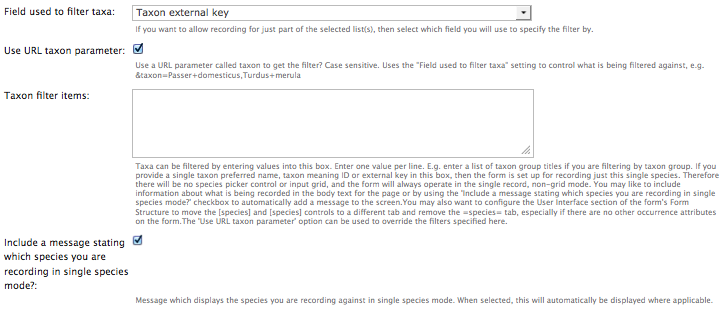 Field used to filter taxa:
Taxon external key
If you want to allow recording for just part of the selected list(s), then select which field you will use to specify the filter by.
Use URL taxon parameter:
Use a URL parameter called taxon to get the filter? Case sensitive. Uses the "Field used to filter taxa" setting to control what is being filtered against, e.g.
&taxon=Passer+domesticus,Turdus+merula
Taxon filter items:
Taxa can be filtered by entering values into this box. Enter one value per line. E.g. enter a list of taxon group titles if you are filtering by taxon group. If you
provide a single taxon preferred name, taxon meaning ID or external key in this box, then the form is set up for recording just this single species. Therefore
there will be no species picker control or input grid, and the form will always operate in the single record, non-grid mode. You may like to include
information about what is being recorded in the body text for the page or by using the 'Include a message stating which species you are recording in single
species mode?' checkbox to automatically add a message to the screen.You may also want to configure the User Interface section of the form's Form
Structure to move the [species] and [species] controls to a different tab and remove the =species= tab, especially if there are no other occurrence attributes
on the form.The 'Use URL taxon parameter' option can be used to override the filters specified here.
Include a message stating
which species you are
recording in single species
mode?:
Message which displays the species you are recording against in single species mode. When selected, this will automatically be displayed where applicable.